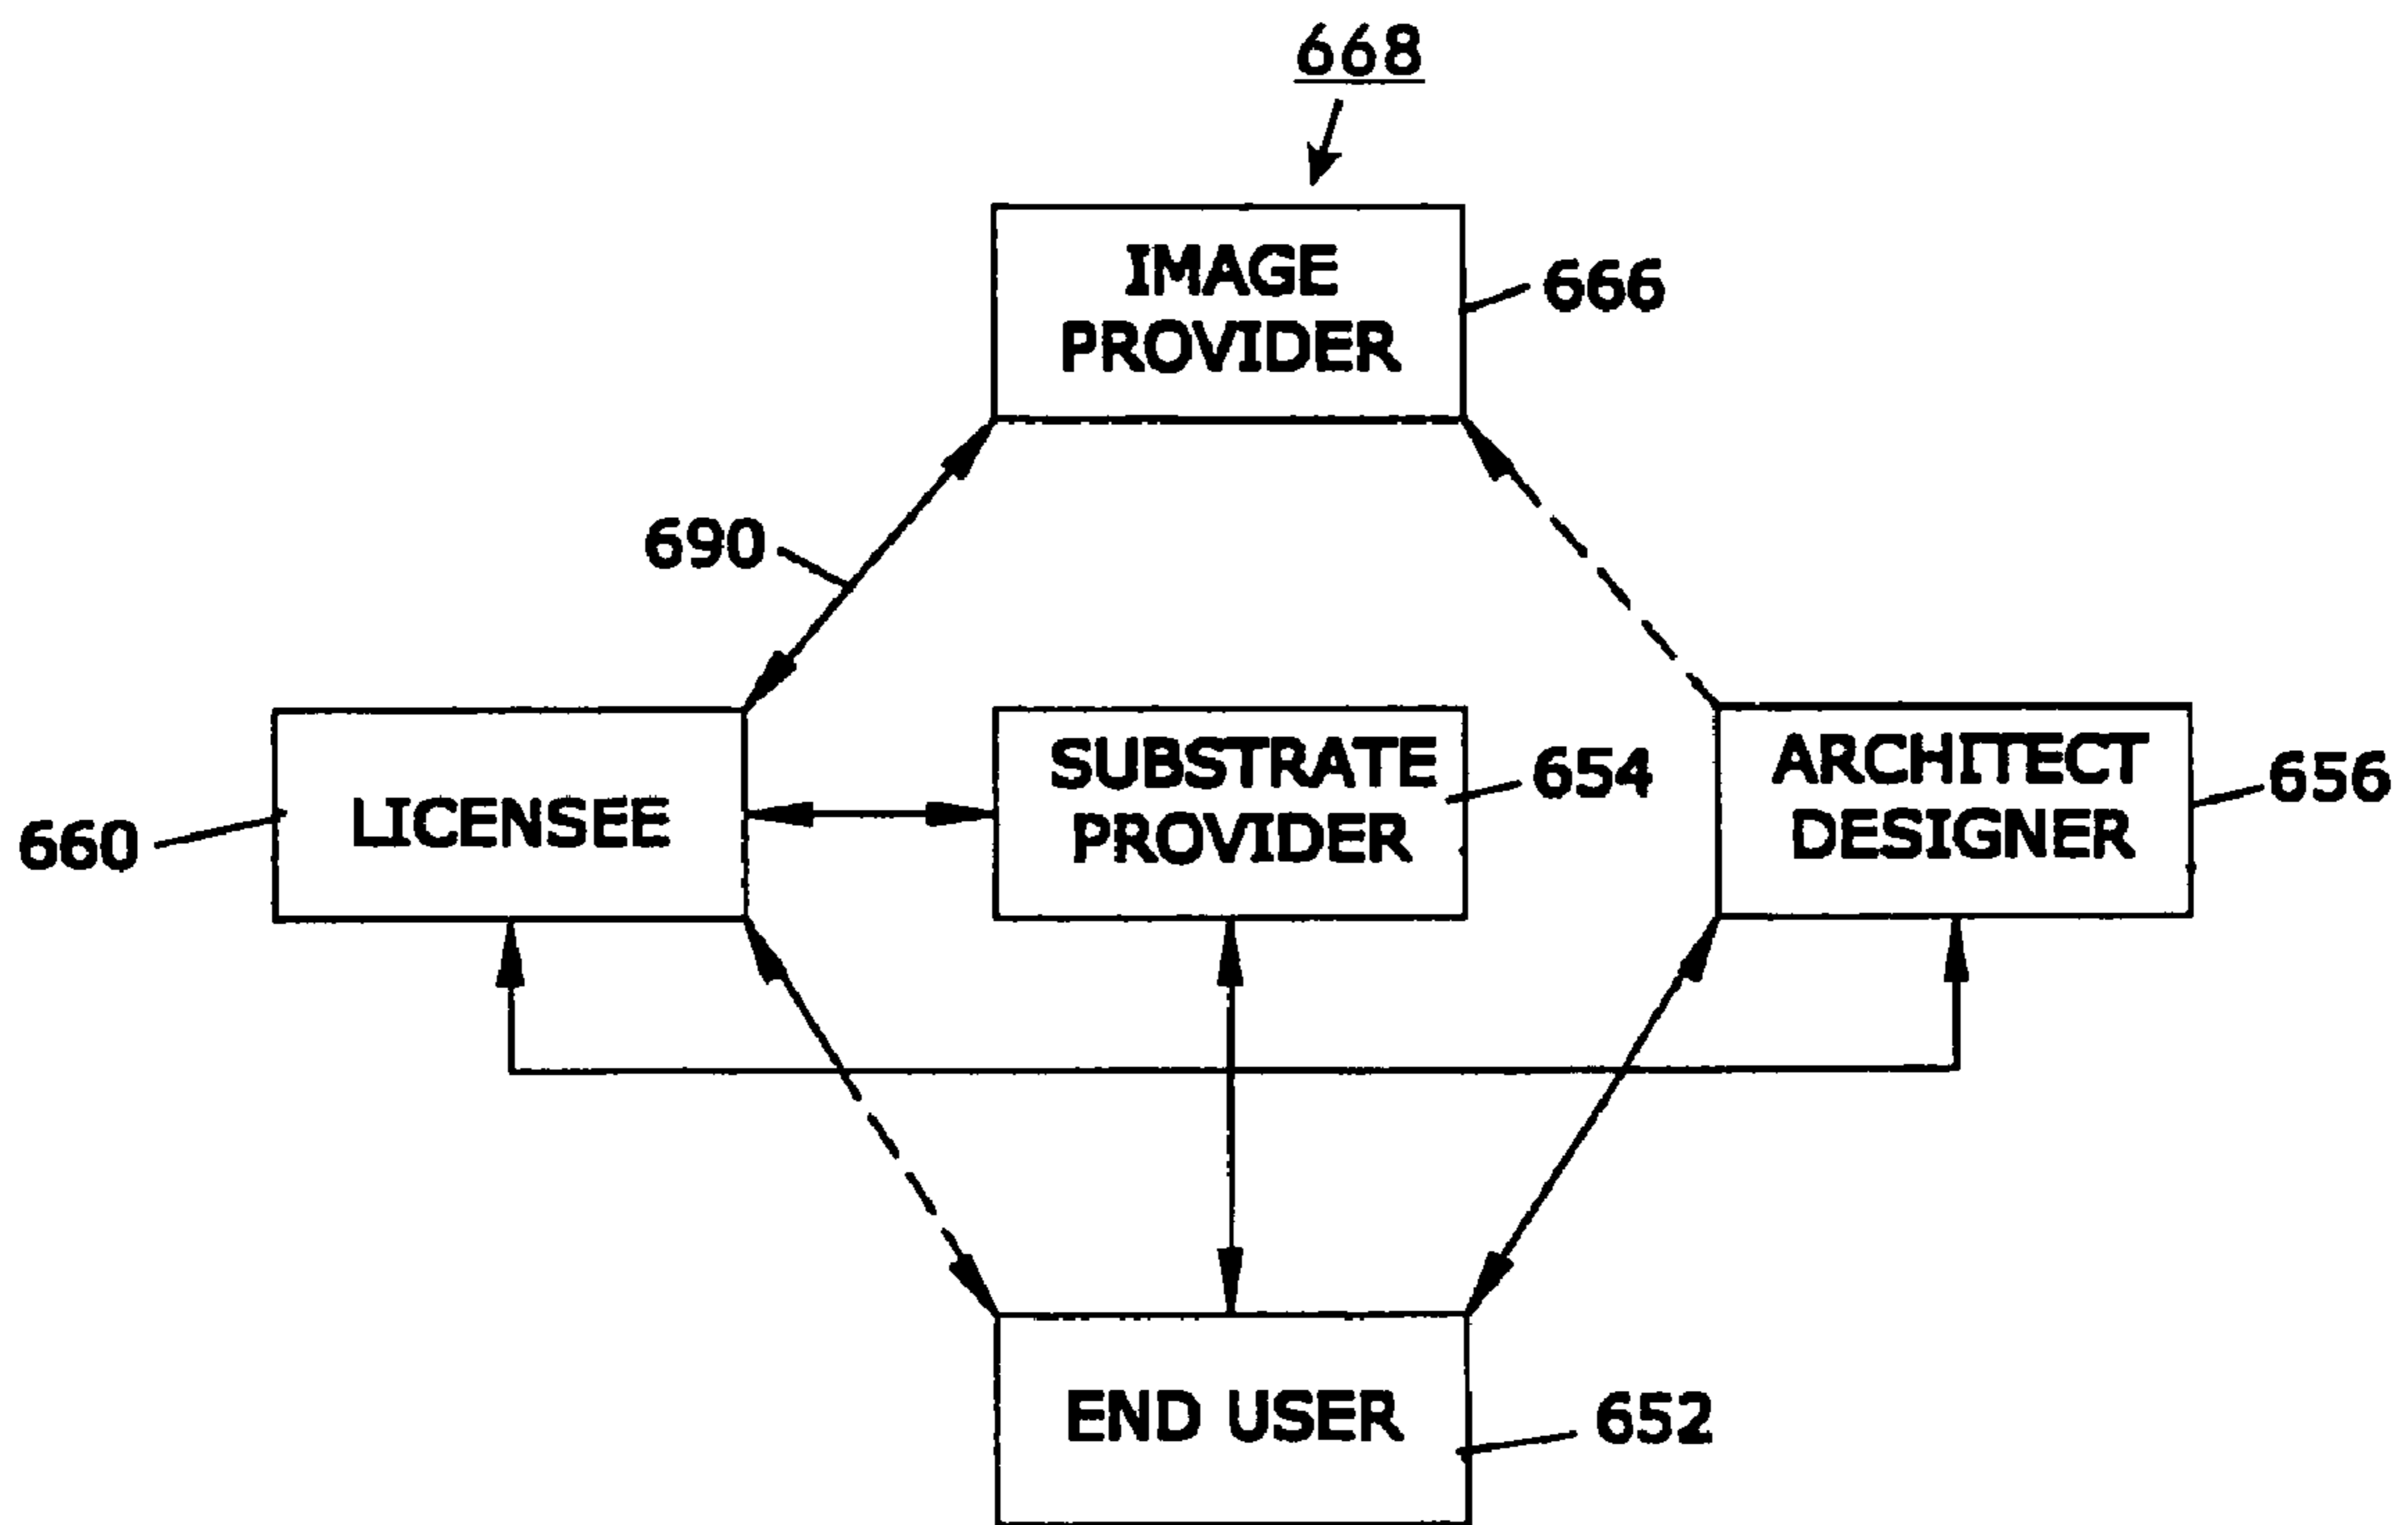 668
IMAGE
PROVIDER
666
690
LICENSEE
660
SUBSTRATE
PROVIDER
654
ARCHITECT
DESIGNER
656
END USER
652